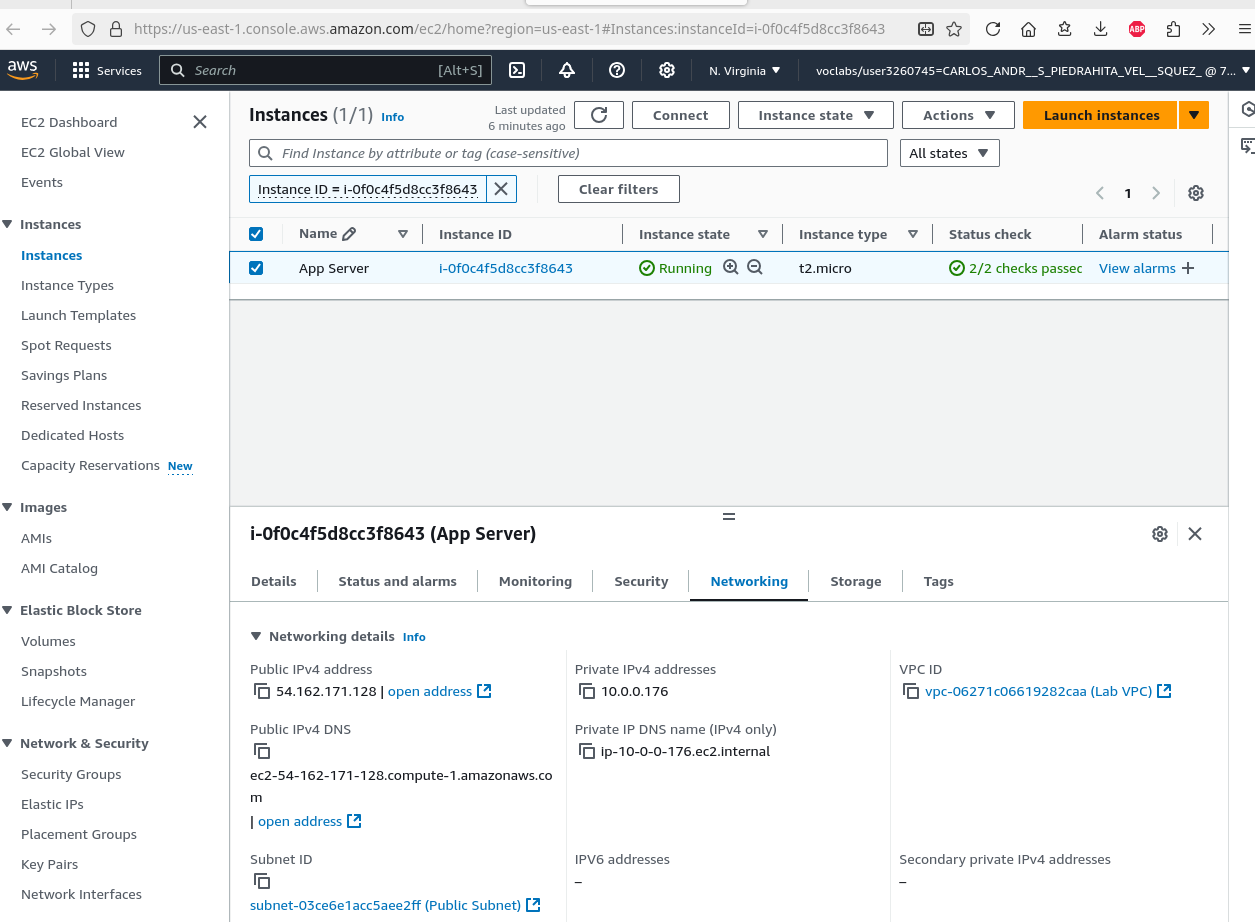 https://us-east-1.console.aws.amazon.com/ec2/home?region=us-east-1#Instances:instanceId=i-0f0c4f5d8cc3f8643
ABP
aws
Services
Search
[Alt+S]
N. Virginia
voclabs/user3260745=CARLOS_ANDR__S_PIEDRAHITA_VEL__SQUEZ_ @ 7...
EC2 Dashboard
EC2 Global View
Events
Instances
Instances
Instance Types
Launch Templates
Spot Requests
Savings Plans
Reserved Instances
Dedicated Hosts
Capacity Reservations New
Images
AMIs
AMI Catalog
Elastic Block Store
Volumes
Snapshots
Lifecycle Manager
Network & Security
Security Groups
Elastic IPs
Placement Groups
Key Pairs
Network Interfaces
Instances (1/1) Info
Last updated
6 minutes ago
Connect
Instance state
Actions
Launch instances
Find Instance by attribute or tag (case-sensitive)
All states
Instance ID = i-0f0c4f5d8cc3f8643
Clear filters
1
Name
Instance ID
Instance state
Instance type
Status check
Alarm status
App Server
i-0f0c4f5d8cc3f8643
Running
t2.micro
2/2 checks passec
View alarms
i-0f0c4f5d8cc3f8643 (App Server)
Details
Status and alarms
Monitoring
Security
Networking
Storage
Tags
Networking details Info
Public IPv4 address
54.162.171.128 | open address
Private IPv4 addresses
10.0.0.176
VPC ID
vpc-06271c06619282caa (Lab VPC)
Public IPv4 DNS
ec2-54-162-171-128.compute-1.amazonaws.co
m
| open address
Private IP DNS name (IPv4 only)
ip-10-0-0-176.ec2.internal
Subnet ID
subnet-03ce6e1acc5aee2ff (Public Subnet)
IPV6 addresses
–
Secondary private IPv4 addresses
–